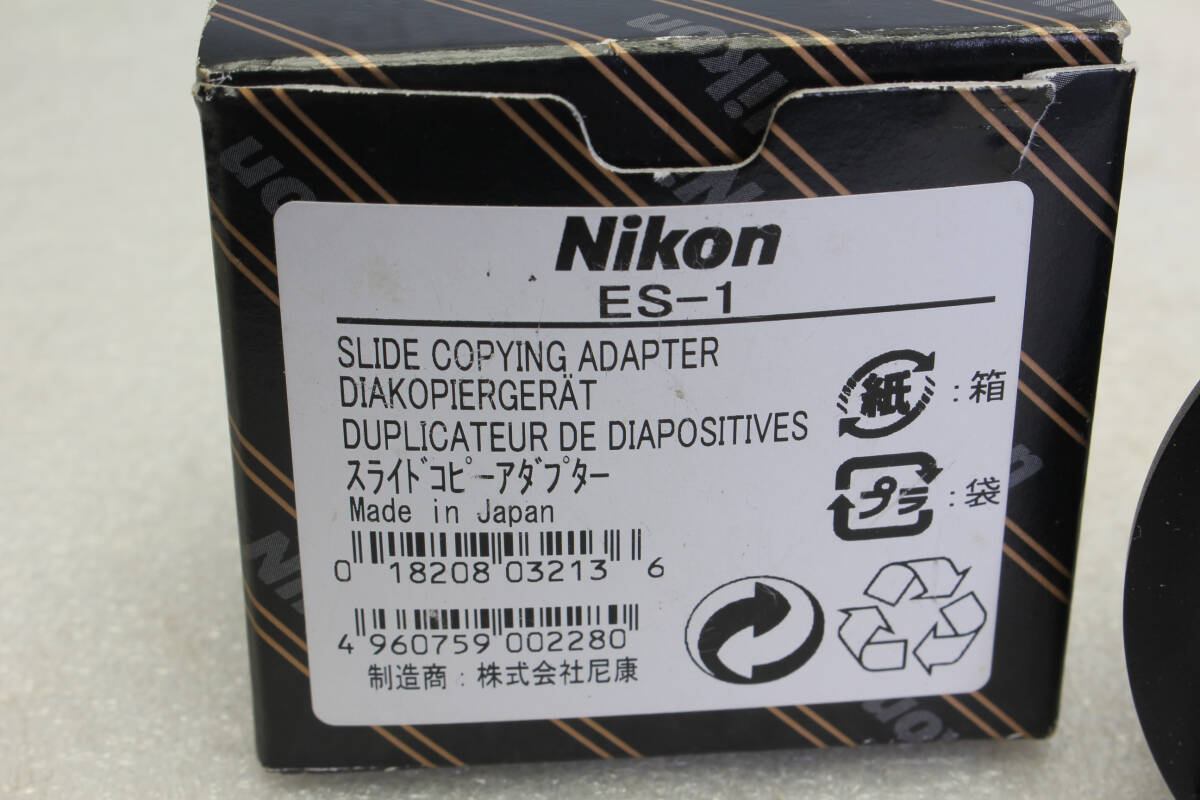 Nikon
ES-1
SLIDE COPYING ADAPTER
DIAKOPIERGERÄT
DUPLICATEUR DE DIAPOSITIVES
スライドコピーアダプター
Made in Japan
0 18208 03213 6
4 960759 002280
制造商:株式会社尼康
紙:箱
プラ:袋